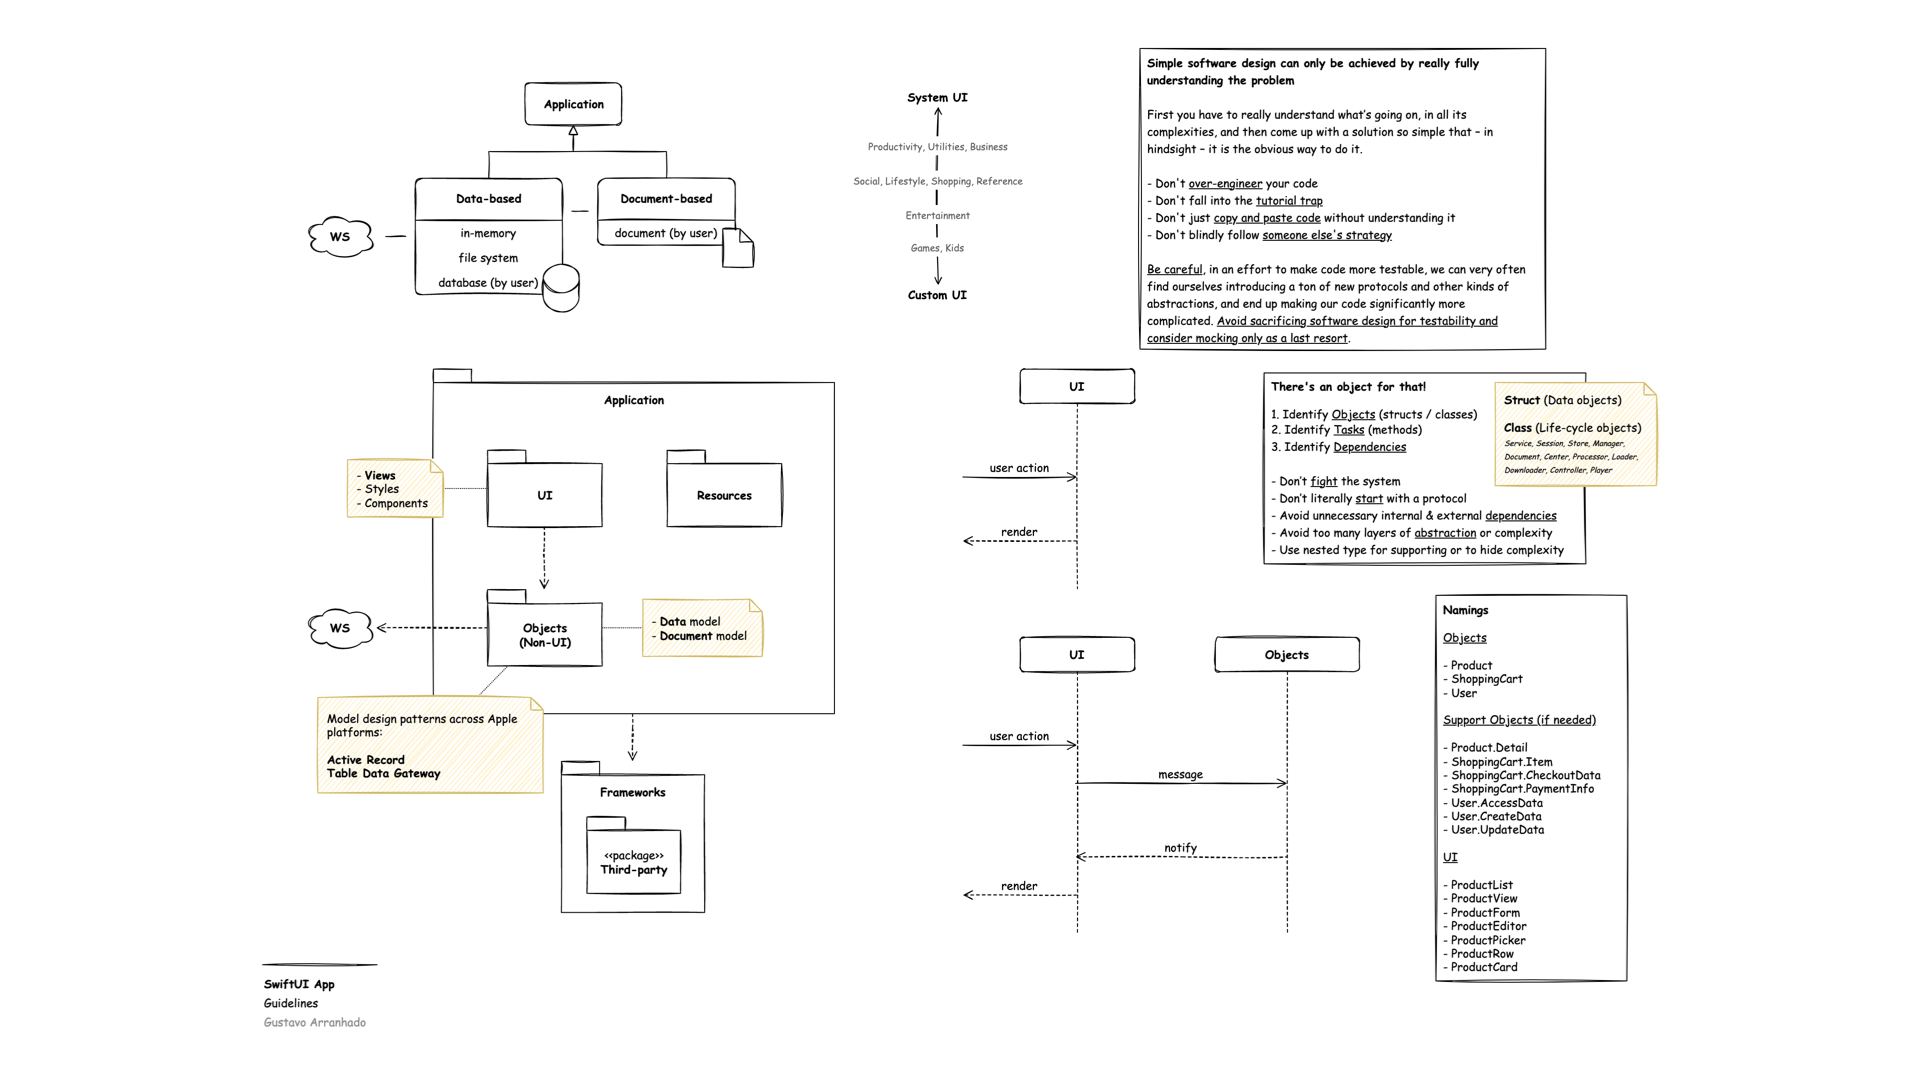 Application
Data-based
in-memory
file system
database (by user)
Document-based
document (by user)
WS
System UI
Productivity, Utilities, Business
Social, Lifestyle, Shopping, Reference
Entertainment
Games, Kids
Custom UI
Simple software design can only be achieved by really fully
understanding the problem
First you have to really understand what's going on, in all its
complexities, and then come up with a solution so simple that – in
hindsight – it is the obvious way to do it.
- Don't over-engineer your code
- Don't fall into the tutorial trap
- Don't just copy and paste code without understanding it
- Don't blindly follow someone else's strategy
Be careful, in an effort to make code more testable, we can very often
find ourselves introducing a ton of new protocols and other kinds of
abstractions, and end up making our code significantly more
complicated. Avoid sacrificing software design for testability and
consider mocking only as a last resort.
Application
- Views
- Styles
- Components
UI
Resources
WS
Objects
(Non-UI)
- Data model
- Document model
Model design patterns across Apple
platforms:
Active Record
Table Data Gateway
Frameworks
<<package>>
Third-party
UI
user action
render
There's an object for that!
1. Identify Objects (structs / classes)
2. Identify Tasks (methods)
3. Identify Dependencies
- Don't fight the system
- Don't literally start with a protocol
- Avoid unnecessary internal & external dependencies
- Avoid too many layers of abstraction or complexity
- Use nested type for supporting or to hide complexity
Struct (Data objects)
Class (Life-cycle objects)
Service, Session, Store, Manager,
Document, Center, Processor, Loader,
Downloader, Controller, Player
UI
Objects
user action
message
notify
render
Namings
Objects
- Product
- ShoppingCart
- User
Support Objects (if needed)
- Product.Detail
- ShoppingCart.Item
- ShoppingCart.CheckoutData
- ShoppingCart.PaymentInfo
- User.AccessData
- User.CreateData
- User.UpdateData
UI
- ProductList
- ProductView
- ProductForm
- ProductEditor
- ProductPicker
- ProductRow
- ProductCard
SwiftUI App
Guidelines
Gustavo Arranhado